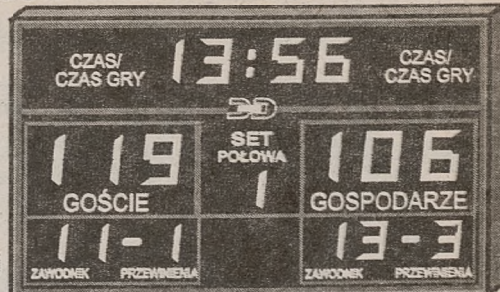 CZAS/ CZAS GRY 13:56 CZAS/ CZAS GRY
SET
POŁOWA
119 1 106
GOŚCIE GOSPODARZE
11-1 13-3
ZAWODNIK PRZEWINIENIA ZAWODNIK PRZEWINIENIA